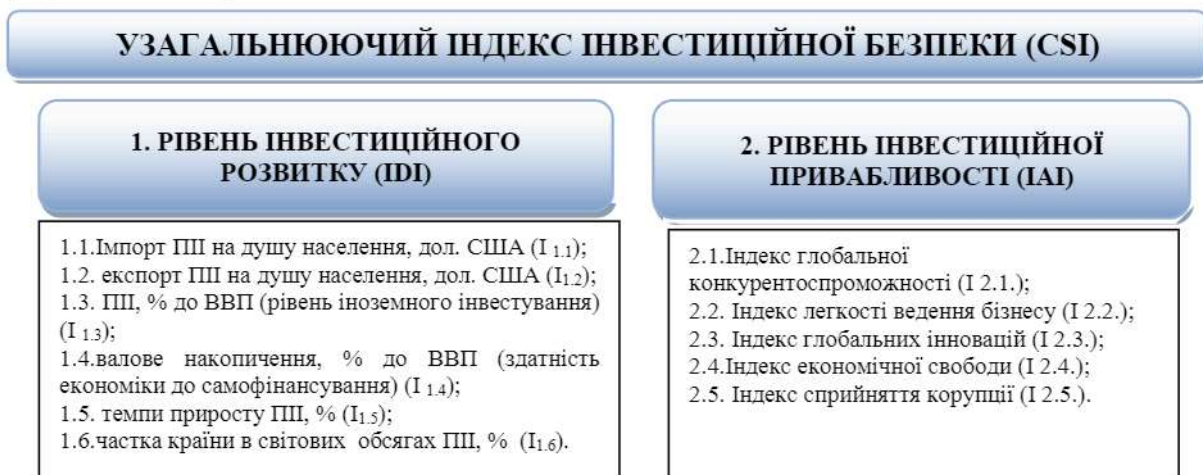 УЗАГАЛЬНЮЮЧИЙ ІНДЕКС ІНВЕСТИЦІЙНОЇ БЕЗПЕКИ (CSI)
1. РІВЕНЬ ІНВЕСТИЦІЙНОГО
РОЗВИТКУ (IDI)
1.1.Імпорт ПІІ на душу населення, дол. США (I 1.1);
1.2. експорт ПІІ на душу населення, дол. США (I1.2);
1.3. ПІІ, % до ВВП (рівень іноземного інвестування)
(I 1.3);
1.4.валове накопичення, % до ВВП (здатність
економіки до самофінансування) (I 1.4);
1.5. темпи приросту ПІІ, % (I1.5);
1.6.частка країни в світових обсягах ПІІ, % (I1.6).
2. РІВЕНЬ ІНВЕСТИЦІЙНОЇ
ПРИВАБЛИВОСТІ (IAI)
2.1.Індекс глобальної
конкурентоспроможності (I 2.1.);
2.2. Індекс легкості ведення бізнесу (I 2.2.);
2.3. Індекс глобальних інновацій (I 2.3.);
2.4.Індекс економічної свободи (I 2.4.);
2.5. Індекс сприйняття корупції (I 2.5.).